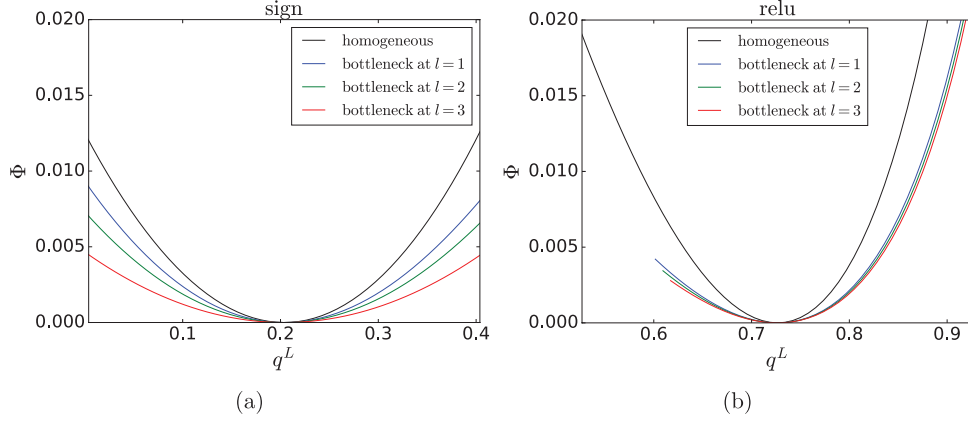 sign
0.020
0.015
0.010
0.005
0.000
Φ
0.1
0.2
0.3
0.4
q^L
homogeneous
bottleneck at l = 1
bottleneck at l = 2
bottleneck at l = 3
(a)
relu
0.020
0.015
0.010
0.005
0.000
Φ
0.6
0.7
0.8
0.9
q^L
homogeneous
bottleneck at l = 1
bottleneck at l = 2
bottleneck at l = 3
(b)